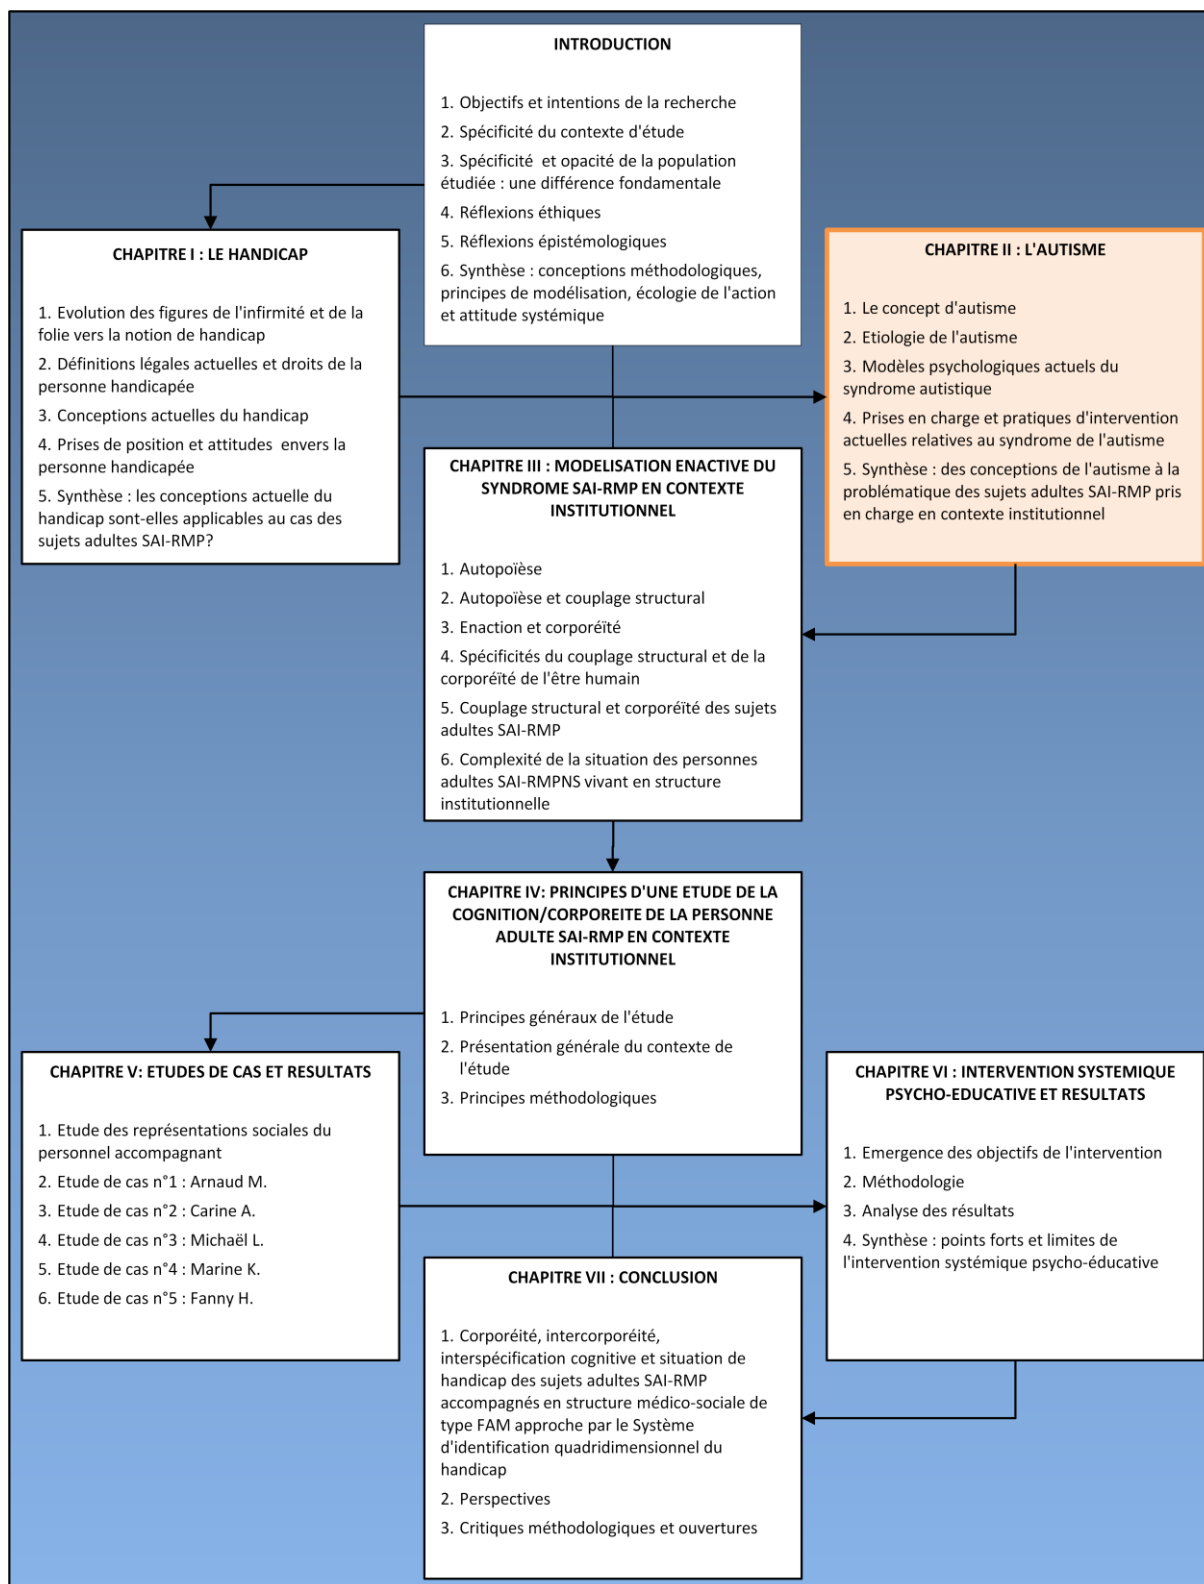 INTRODUCTION
1. Objectifs et intentions de la recherche
2. Spécificité du contexte d'étude
3. Spécificité et opacité de la population
étudiée : une différence fondamentale
4. Réflexions éthiques
5. Réflexions épistémologiques
6. Synthèse : conceptions méthodologiques,
principes de modélisation, écologie de l'action
et attitude systémique
CHAPITRE I : LE HANDICAP
1. Evolution des figures de l'infirmité et de la
folie vers la notion de handicap
2. Définitions légales actuelles et droits de la
personne handicapée
3. Conceptions actuelles du handicap
4. Prises de position et attitudes envers la
personne handicapée
5. Synthèse : les conceptions actuelle du
handicap sont-elles applicables au cas des
sujets adultes SAI-RMP?
CHAPITRE II : L'AUTISME
1. Le concept d'autisme
2. Etiologie de l'autisme
3. Modèles psychologiques actuels du
syndrome autistique
4. Prises en charge et pratiques d'intervention
actuelles relatives au syndrome de l'autisme
5. Synthèse : des conceptions de l'autisme à la
problématique des sujets adultes SAI-RMP pris
en charge en contexte institutionnel
CHAPITRE III : MODELISATION ENACTIVE DU
SYNDROME SAI-RMP EN CONTEXTE
INSTITUTIONNEL
1. Autopoïèse
2. Autopoïèse et couplage structural
3. Enaction et corporéïté
4. Spécificités du couplage structural et de la
corporéïté de l'être humain
5. Couplage structural et corporéïté des sujets
adultes SAI-RMP
6. Complexité de la situation des personnes
adultes SAI-RMPNS vivant en structure
institutionnelle
CHAPITRE IV: PRINCIPES D'UNE ETUDE DE LA
COGNITION/CORPOREITE DE LA PERSONNE
ADULTE SAI-RMP EN CONTEXTE
INSTITUTIONNEL
1. Principes généraux de l'étude
2. Présentation générale du contexte de
l'étude
3. Principes méthodologiques
CHAPITRE V: ETUDES DE CAS ET RESULTATS
1. Etude des représentations sociales du
personnel accompagnant
2. Etude de cas n°1 : Arnaud M.
3. Etude de cas n°2 : Carine A.
4. Etude de cas n°3 : Michaël L.
5. Etude de cas n°4 : Marine K.
6. Etude de cas n°5 : Fanny H.
CHAPITRE VI : INTERVENTION SYSTEMIQUE
PSYCHO-EDUCATIVE ET RESULTATS
1. Emergence des objectifs de l'intervention
2. Méthodologie
3. Analyse des résultats
4. Synthèse : points forts et limites de
l'intervention systémique psycho-éducative
CHAPITRE VII : CONCLUSION
1. Corporéité, intercorporéité,
interspécification cognitive et situation de
handicap des sujets adultes SAI-RMP
accompagnés en structure médico-sociale de
type FAM approche par le Système
d'identification quadridimensionnel du
handicap
2. Perspectives
3. Critiques méthodologiques et ouvertures